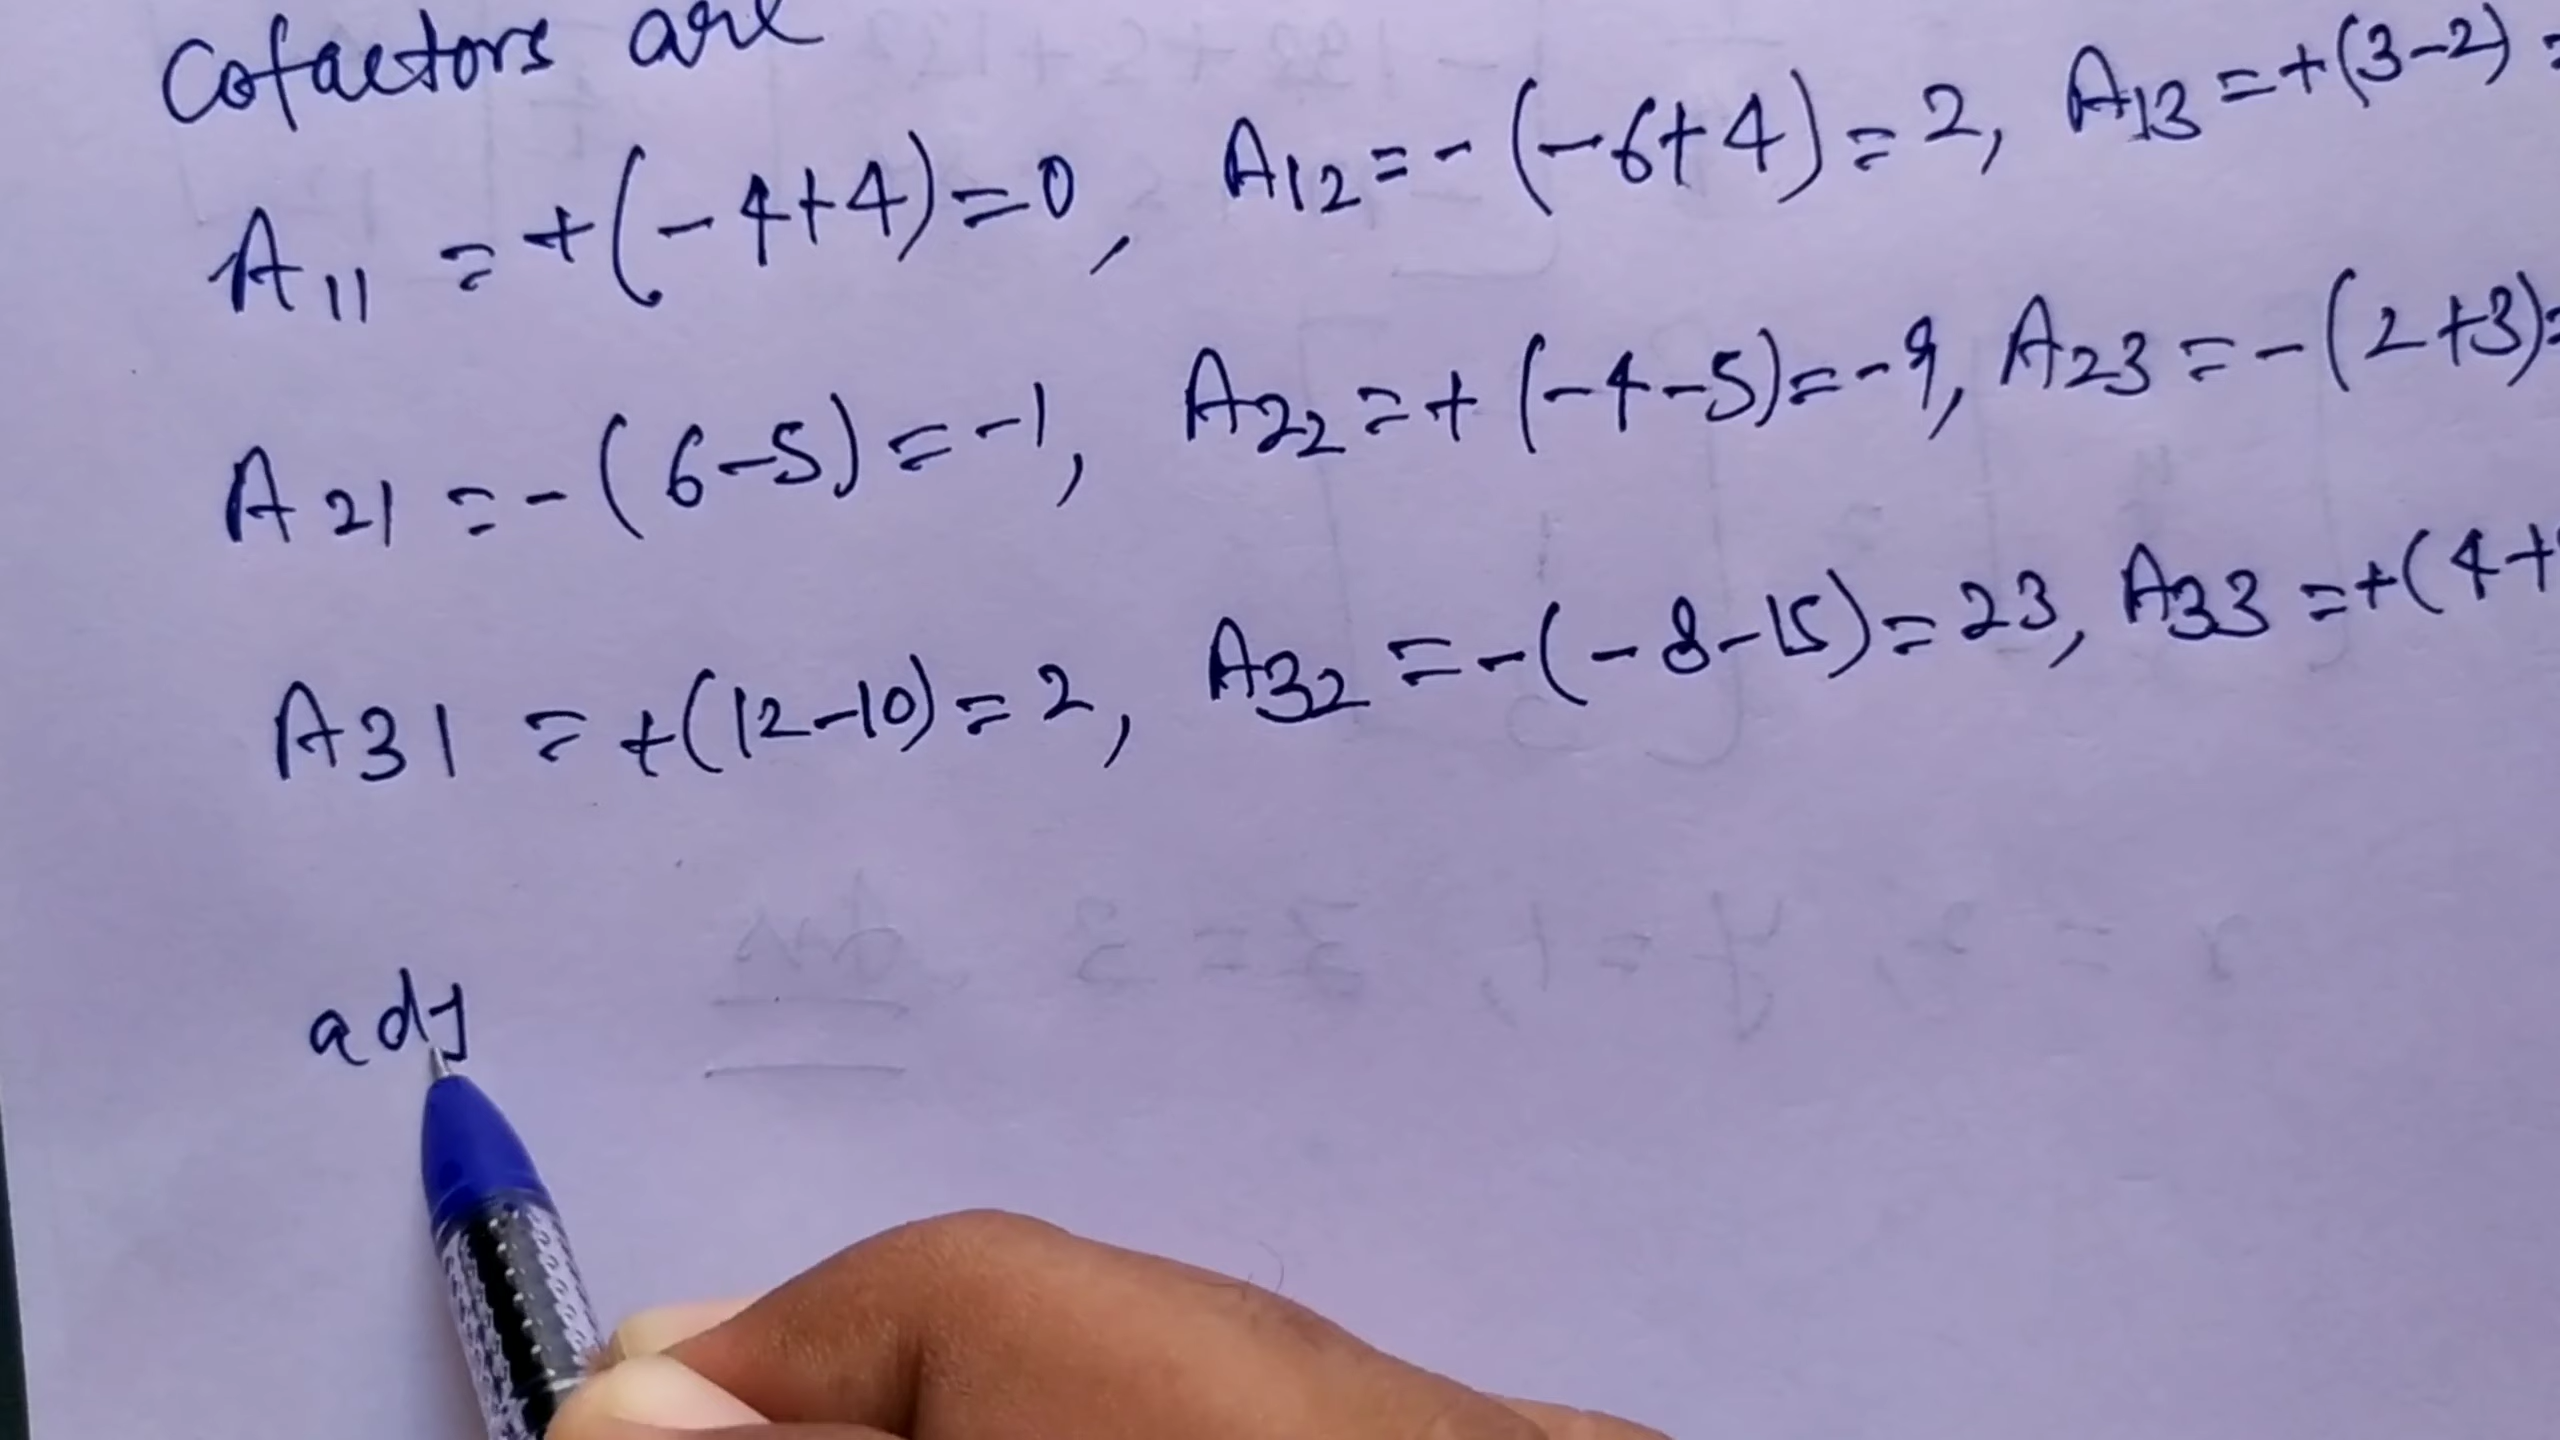 Cofactors are
A11 = +(-4+4)=0, A12=-(-6+4)=2, A13=+(3-2)=
A21 =-(6-5)=-1, A22=+(-4-5)=-9, A23=-(2+3)=
A31 = +(12-10)=2, A32=-(-8-15)=23, A33=+(4+
adj